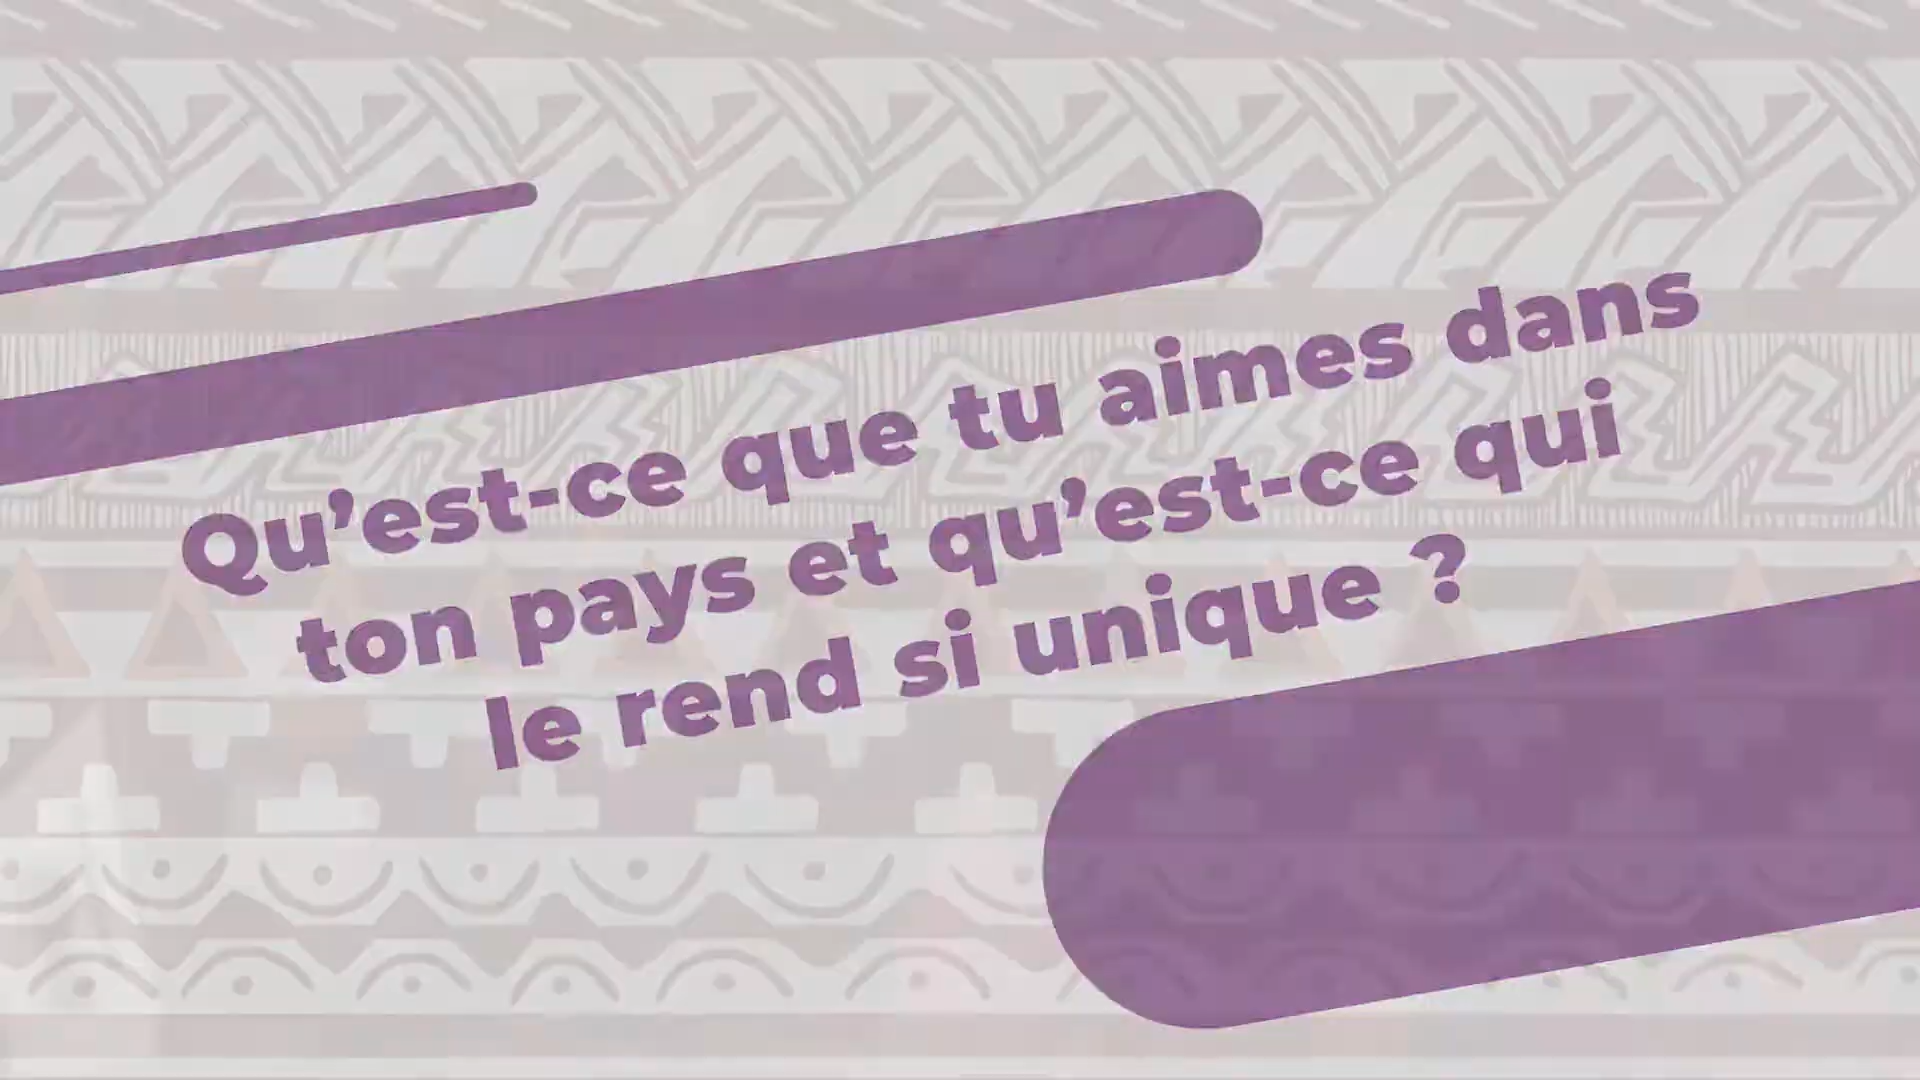 Qu’est-ce que tu aimes dans
ton pays et qu’est-ce qui
le rend si unique ?